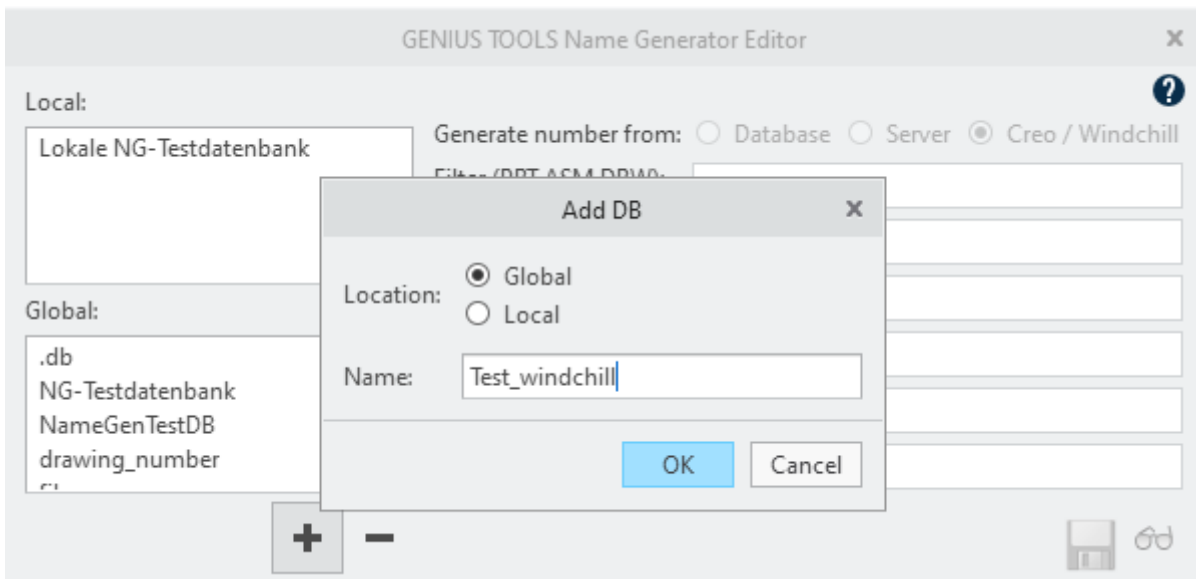 GENIUS TOOLS Name Generator Editor
Local:
Lokale NG-Testdatenbank
Generate number from: Database Server Creo / Windchill
Add DB
Location: Global
Local
Name: Test_windchill
OK Cancel
Global:
.db
NG-Testdatenbank
NameGenTestDB
drawing_number